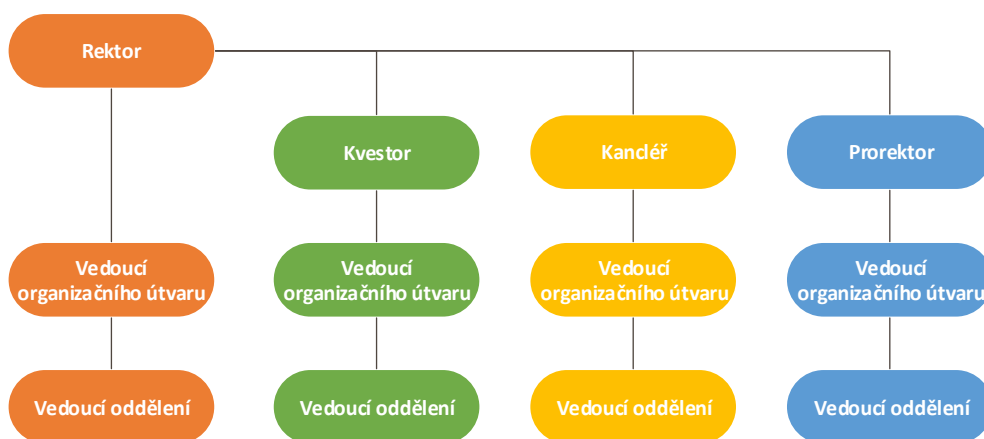 Rektor
Kvestor
Kancléř
Prorektor
Vedoucí
organizačního útvaru
Vedoucí
organizačního útvaru
Vedoucí
organizačního útvaru
Vedoucí
organizačního útvaru
Vedoucí oddělení
Vedoucí oddělení
Vedoucí oddělení
Vedoucí oddělení